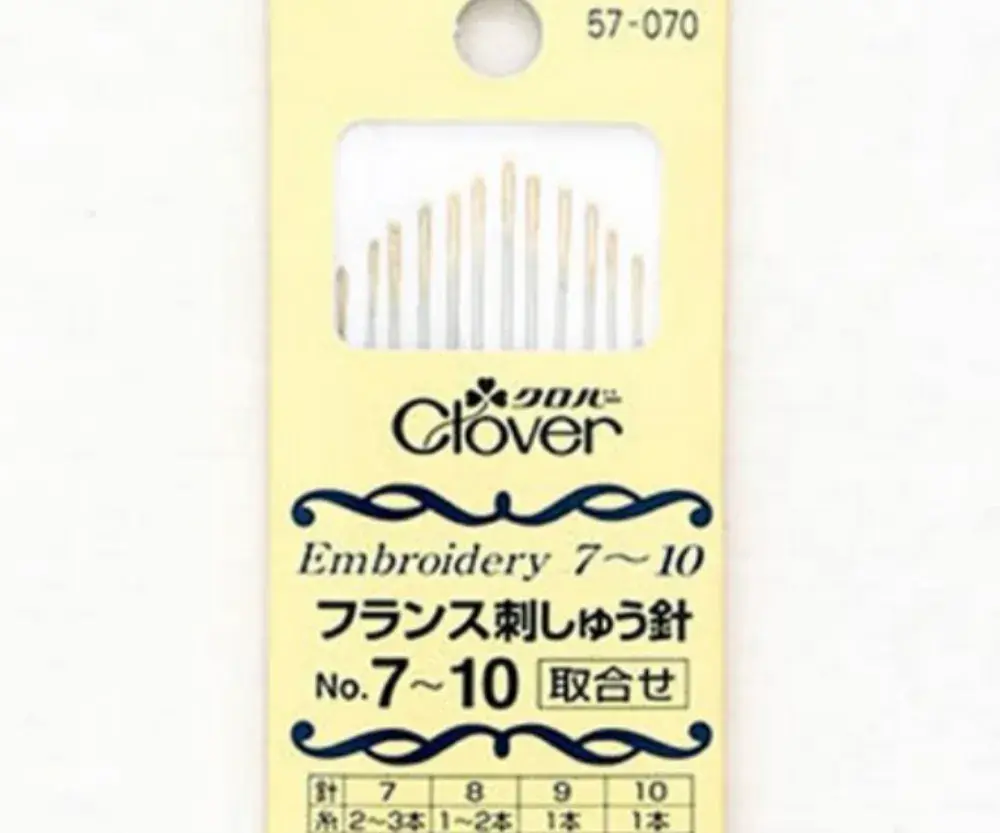 57-070
クロバー
Clover
Embroidery 7～10
フランス刺しゅう針
No.7～10 取合せ
針 7 8 9 10
糸 2～3本 1～2本 1本 1本